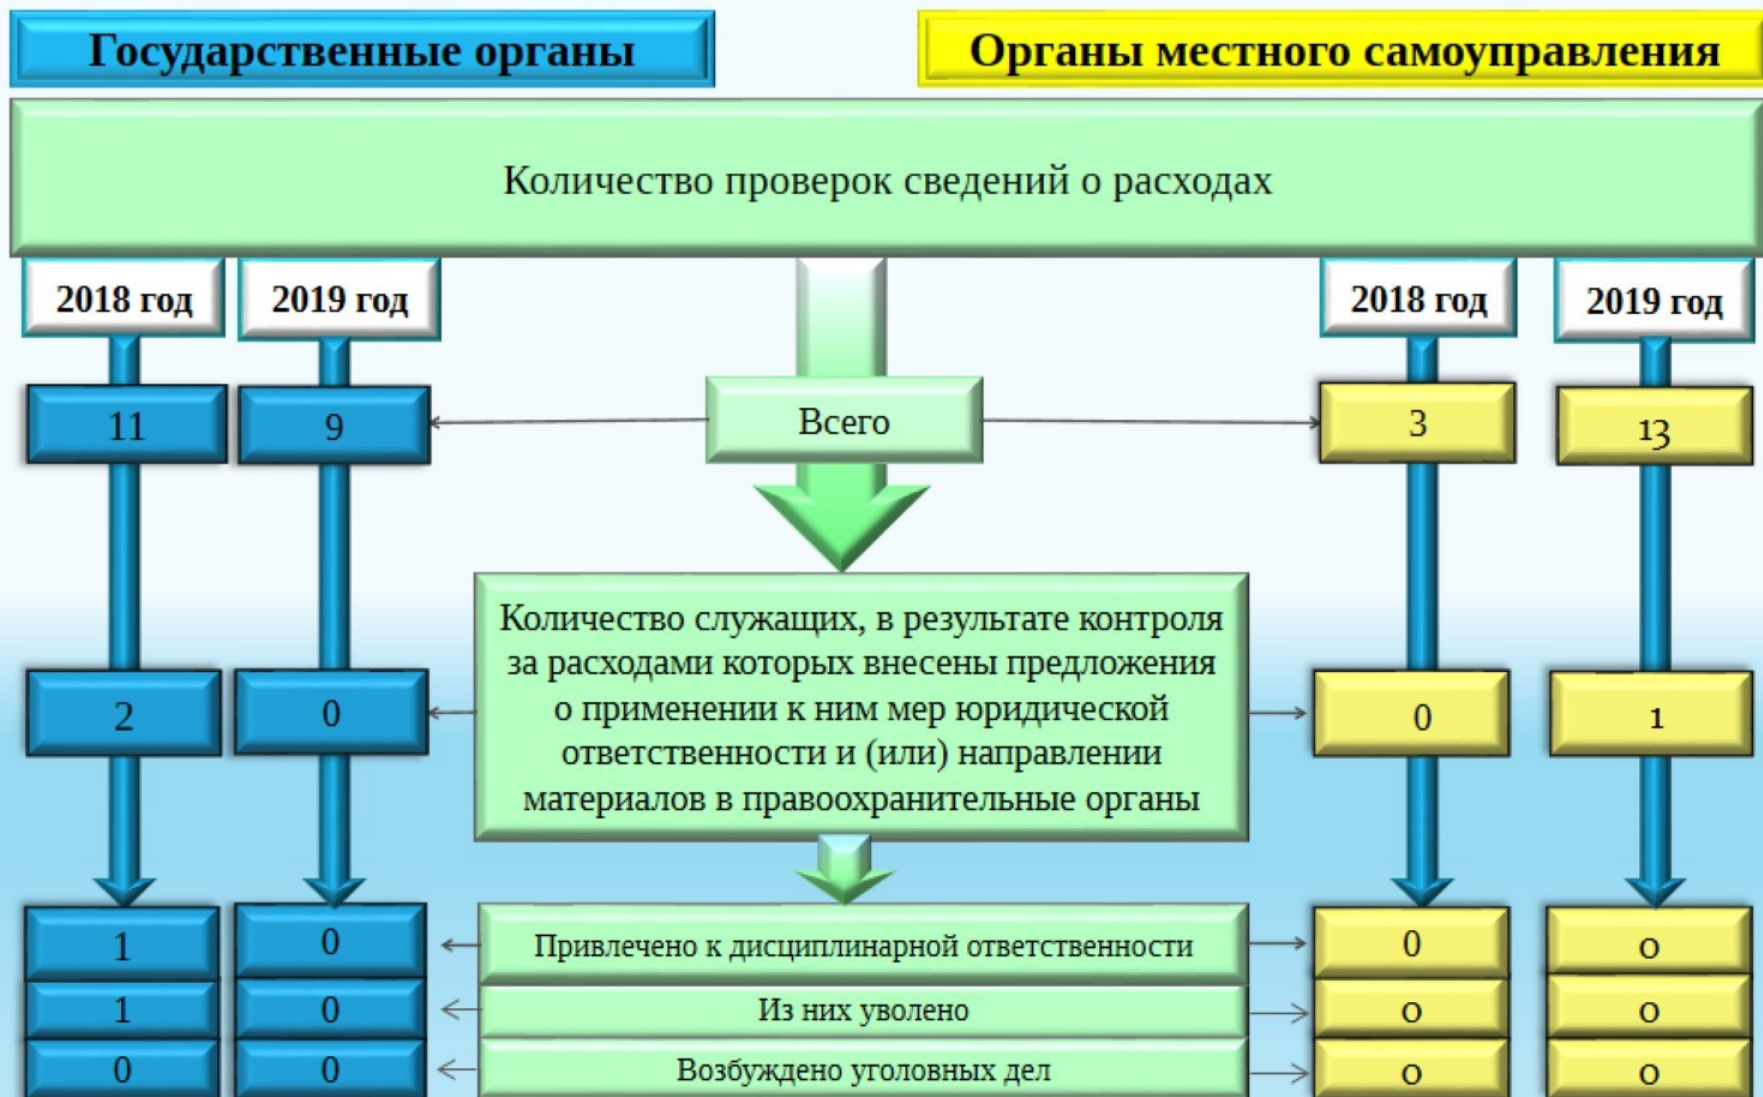 Государственные органы
Органы местного самоуправления
Количество проверок сведений о расходах
2018 год
2019 год
2018 год
2019 год
11
9
Всего
3
13
Количество служащих, в результате контроля
за расходами которых внесены предложения
о применении к ним мер юридической
ответственности и (или) направлении
материалов в правоохранительные органы
2
0
0
1
1
0
Привлечено к дисциплинарной ответственности
0
0
1
0
Из них уволено
0
0
0
0
Возбуждено уголовных дел
0
0